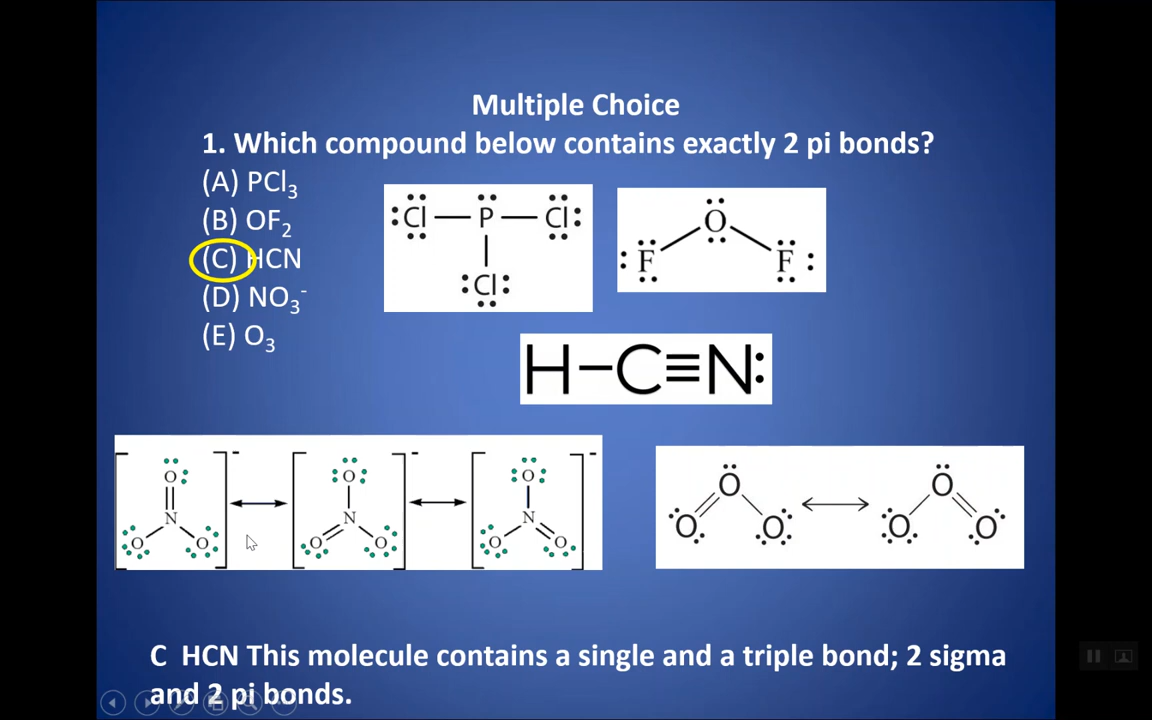 Multiple Choice
1. Which compound below contains exactly 2 pi bonds?
(A) PCl3
(B) OF2
(C) HCN
(D) NO3-
(E) O3
Cl P Cl
Cl
O
F F
H–C≡N:
O O O
N N N
O O O O O O
O O
O O O O
C HCN This molecule contains a single and a triple bond; 2 sigma
and 2 pi bonds.